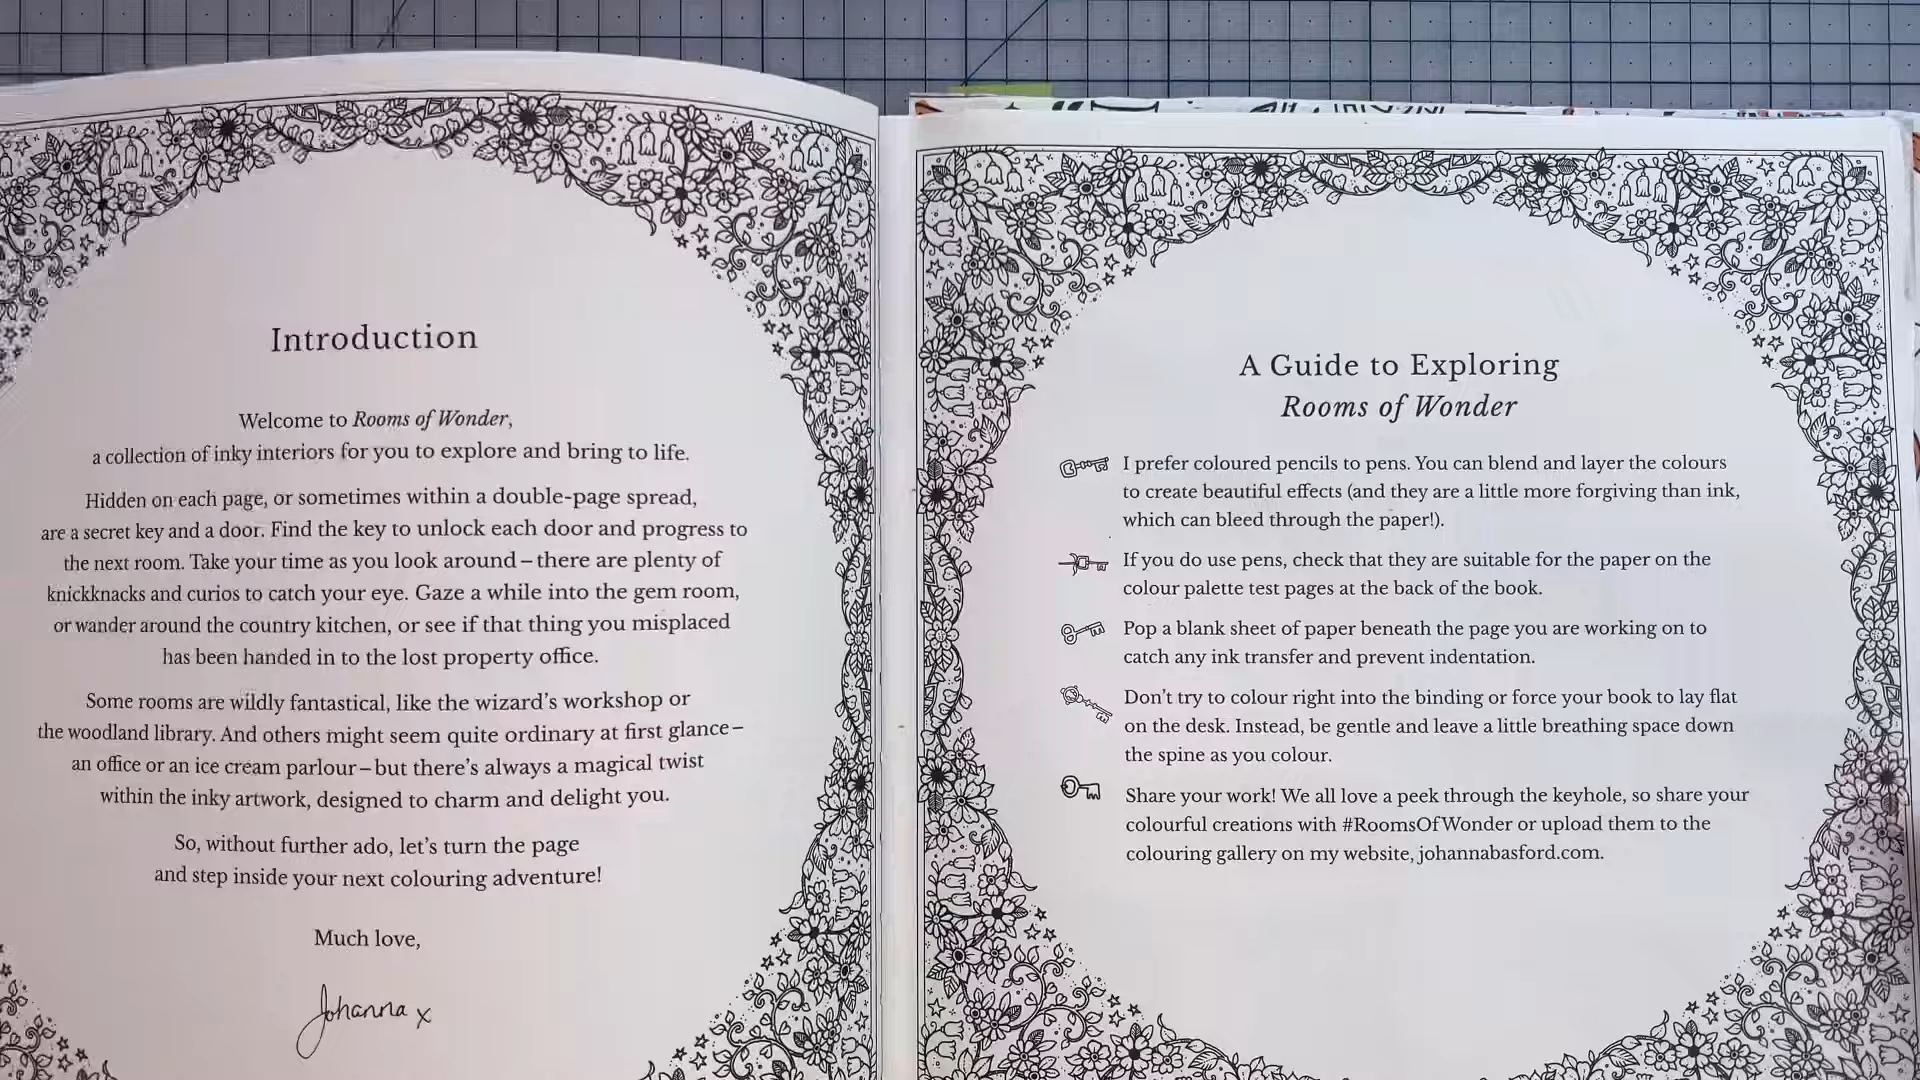 Introduction
Welcome to Rooms of Wonder,
a collection of inky interiors for you to explore and bring to life.
Hidden on each page, or sometimes within a double-page spread,
are a secret key and a door. Find the key to unlock each door and progress to
the next room. Take your time as you look around – there are plenty of
knickknacks and curios to catch your eye. Gaze a while into the gem room,
or wander around the country kitchen, or see if that thing you misplaced
has been handed in to the lost property office.
Some rooms are wildly fantastical, like the wizard's workshop or
the woodland library. And others might seem quite ordinary at first glance –
an office or an ice cream parlour – but there's always a magical twist
within the inky artwork, designed to charm and delight you.
So, without further ado, let's turn the page
and step inside your next colouring adventure!
Much love,
Johanna x
A Guide to Exploring
Rooms of Wonder
I prefer coloured pencils to pens. You can blend and layer the colours
to create beautiful effects (and they are a little more forgiving than ink,
which can bleed through the paper!).
If you do use pens, check that they are suitable for the paper on the
colour palette test pages at the back of the book.
Pop a blank sheet of paper beneath the page you are working on to
catch any ink transfer and prevent indentation.
Don't try to colour right into the binding or force your book to lay flat
on the desk. Instead, be gentle and leave a little breathing space down
the spine as you colour.
Share your work! We all love a peek through the keyhole, so share your
colourful creations with #RoomsOfWonder or upload them to the
colouring gallery on my website, johannabasford.com.